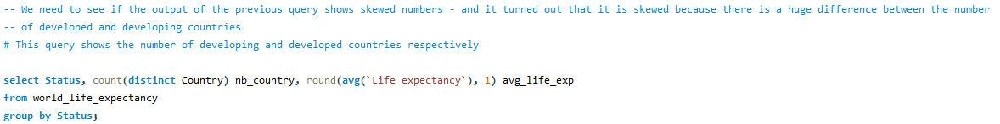 -- We need to see if the output of the previous query shows skewed numbers - and it turned out that it is skewed because there is a huge difference between the number
-- of developed and developing countries
# This query shows the number of developing and developed countries respectively
select Status, count(distinct Country) nb_country, round(avg(`Life expectancy`), 1) avg_life_exp
from world_life_expectancy
group by Status;